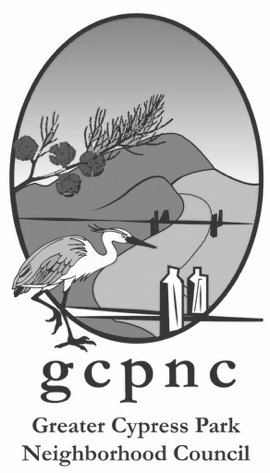 gcpnc
Greater Cypress Park
Neighborhood Council